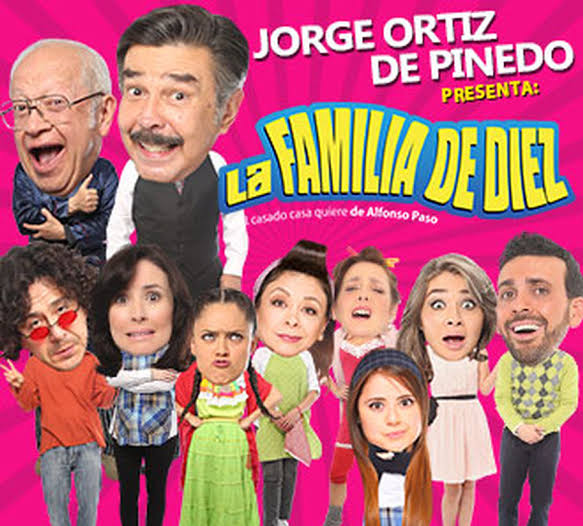 JORGE ORTIZ
DE PINEDO
PRESENTA:
La FAMILIA DE DIEZ
casado casa quiere de Alfonso Paso